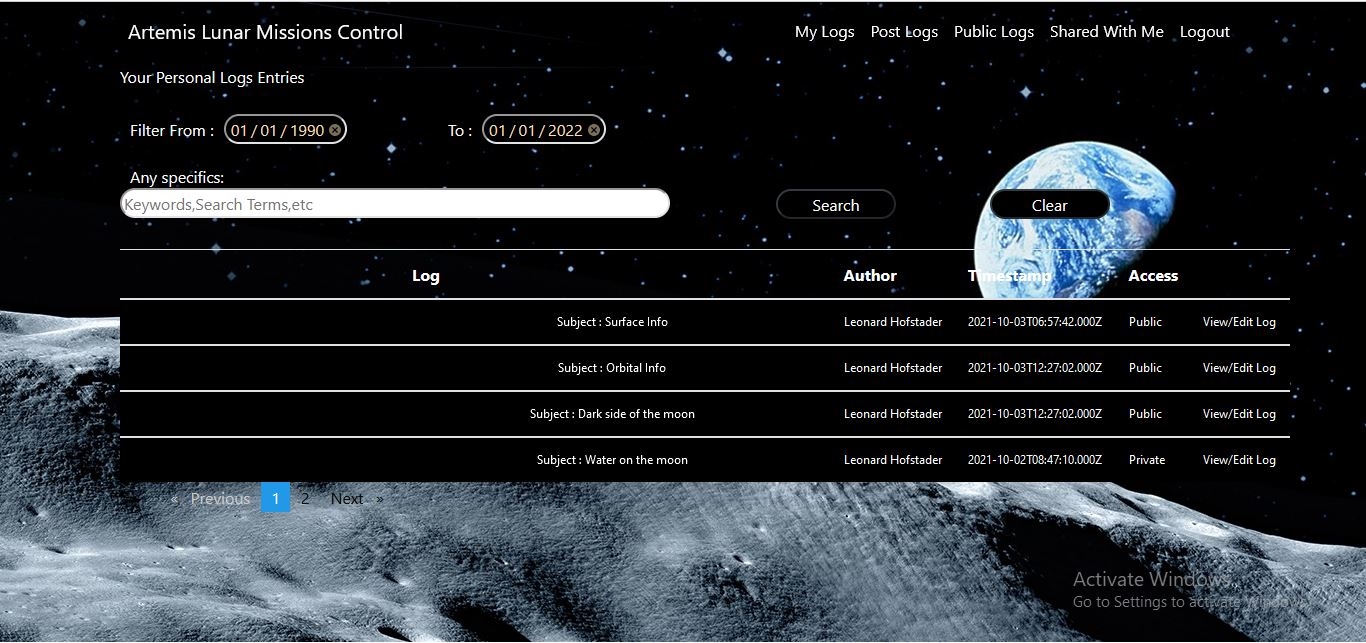 Artemis Lunar Missions Control My Logs Post Logs Public Logs Shared With Me Logout
Your Personal Logs Entries
Filter From : 01/01/1990 To : 01/01/2022
Any specifics:
Keywords,Search Terms,etc Search Clear
Log Author Timestamp Access
Subject : Surface Info Leonard Hofstader 2021-10-03T06:57:42.000Z Public View/Edit Log
Subject : Orbital Info Leonard Hofstader 2021-10-03T12:27:02.000Z Public View/Edit Log
Subject : Dark side of the moon Leonard Hofstader 2021-10-03T12:27:02.000Z Public View/Edit Log
Subject : Water on the moon Leonard Hofstader 2021-10-02T08:47:10.000Z Private View/Edit Log
« Previous 1 2 Next »
Activate Windows
Go to Settings to activate Windows.